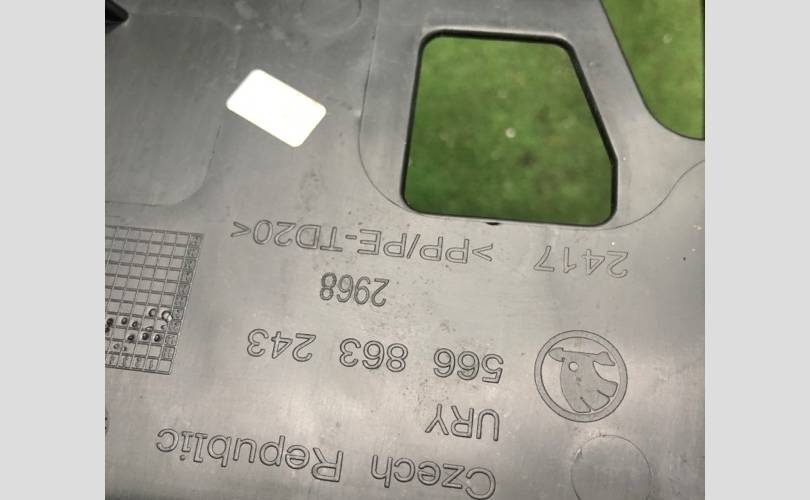 Czech Republic
URY
566 863 243
2968
2417 >PP/PE-TD20<